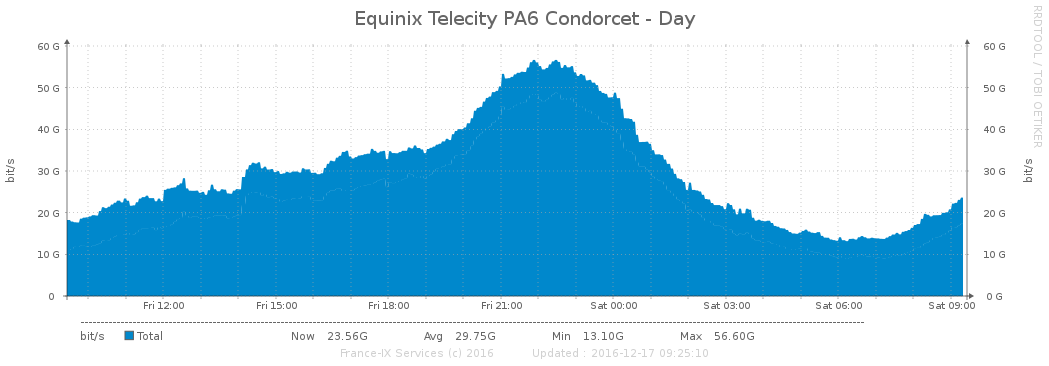 Equinix Telecity PA6 Condorcet - Day
RRDTOOL / TOBI OETIKER
bit/s
60 G
50 G
40 G
30 G
20 G
10 G
0
60 G
50 G
40 G
30 G
20 G
10 G
0 G
bit/s
Fri 12:00 Fri 15:00 Fri 18:00 Fri 21:00 Sat 00:00 Sat 03:00 Sat 06:00 Sat 09:00
bit/s Total Now 23.56G Avg 29.75G Min 13.10G Max 56.60G
France-IX Services (c) 2016 Updated : 2016-12-17 09:25:10